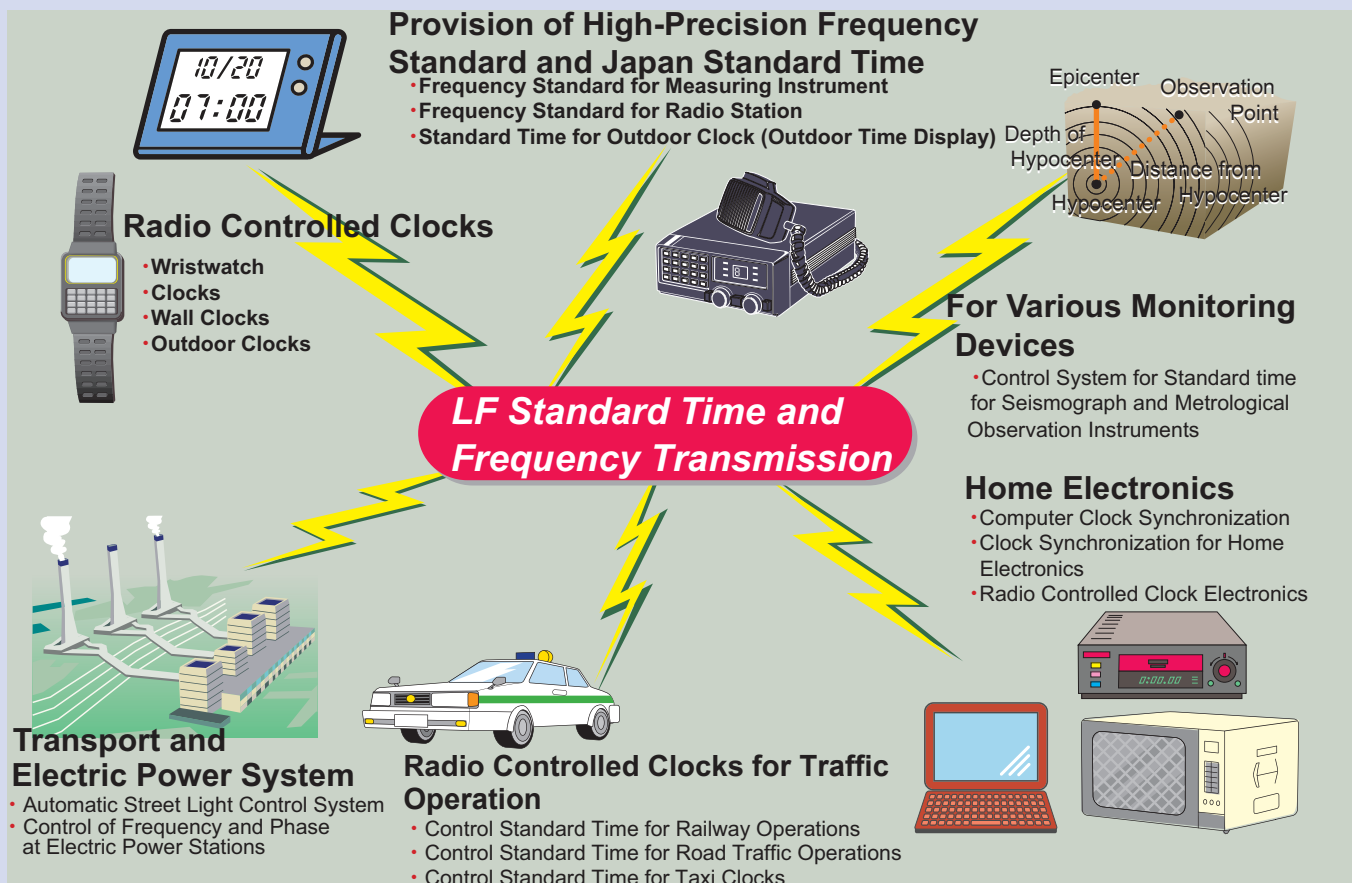 Provision of High-Precision Frequency
Standard and Japan Standard Time
・Frequency Standard for Measuring Instrument
・Frequency Standard for Radio Station
・Standard Time for Outdoor Clock (Outdoor Time Display)
10/20
07:00
Epicenter
Observation
Point
Depth of
Hypocenter
Distance from
Hypocenter
Hypocenter
Radio Controlled Clocks
・Wristwatch
・Clocks
・Wall Clocks
・Outdoor Clocks
8
For Various Monitoring
Devices
・Control System for Standard time
for Seismograph and Metrological
Observation Instruments
LF Standard Time and
Frequency Transmission
Home Electronics
・Computer Clock Synchronization
・Clock Synchronization for Home
Electronics
・Radio Controlled Clock Electronics
0:00.00
Transport and
Electric Power System
・Automatic Street Light Control System
・Control of Frequency and Phase
at Electric Power Stations
Radio Controlled Clocks for Traffic
Operation
・Control Standard Time for Railway Operations
・Control Standard Time for Road Traffic Operations
・Control Standard Time for Taxi Clocks